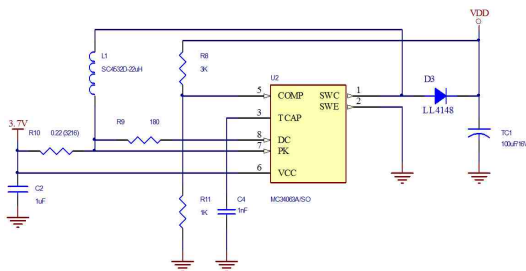 VDD
L1
SC4532D-22uH
R8
3K
U2
D3
LL4148
5
COMP
SWC
1
SWE
2
3
TCAP
TC1
100uF/16V
3.7V
R10
0.22 (3216)
R9
180
8
DC
7
PK
6
VCC
C2
1uF
R11
1K
C4
1nF
MC34063A/SO